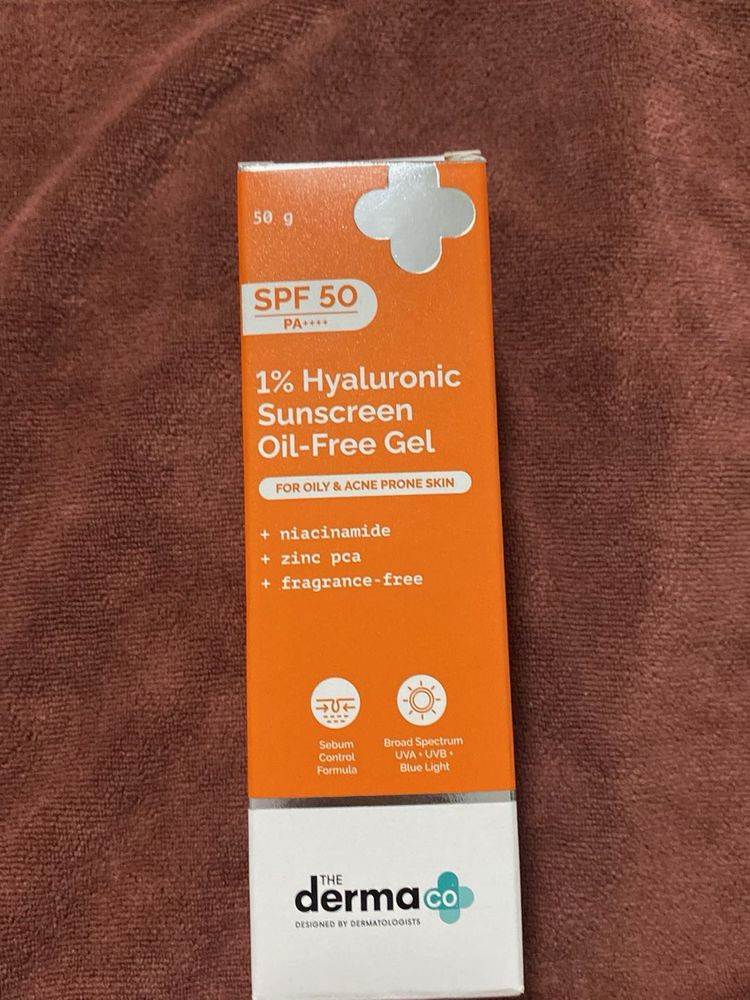 50 g
SPF 50
PA++++
1% Hyaluronic
Sunscreen
Oil-Free Gel
FOR OILY & ACNE PRONE SKIN
+ niacinamide
+ zinc pca
+ fragrance-free
Sebum
Control
Formula
Broad Spectrum
UVA + UVB +
Blue Light
THE
derma co
DESIGNED BY DERMATOLOGISTS